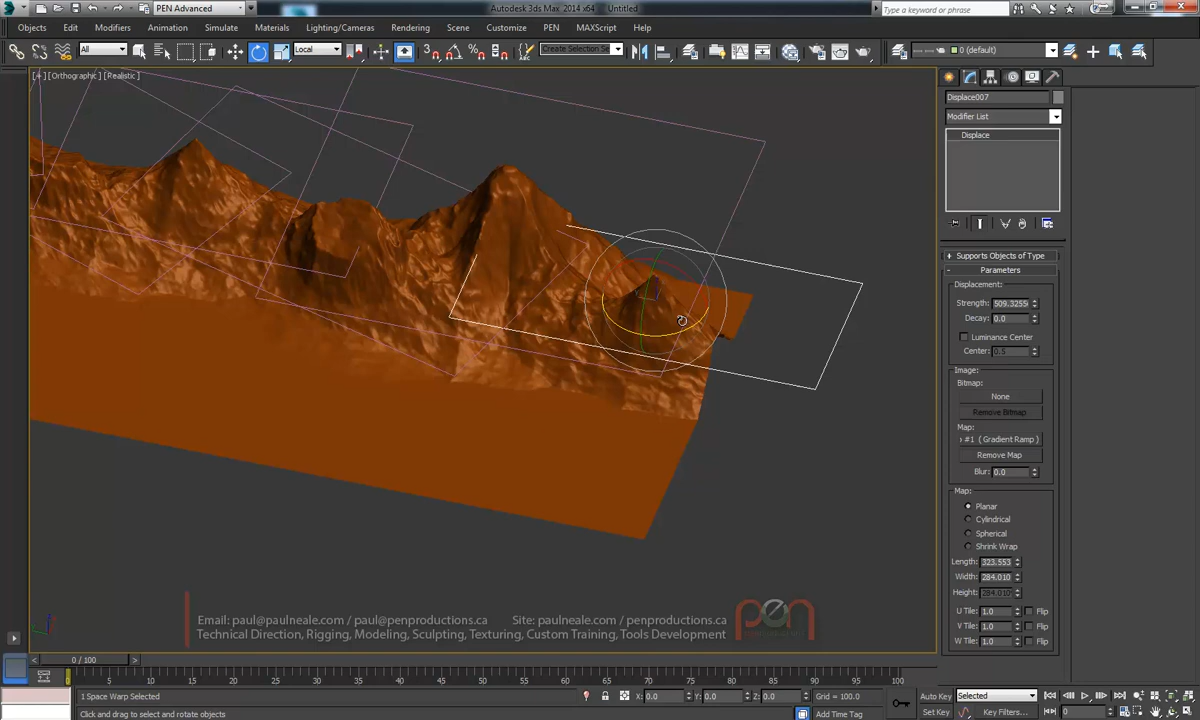 PEN Advanced
Autodesk 3ds Max 2014 x64
Untitled
Type a keyword or phrase
Objects Edit Modifiers Animation Simulate Materials Lighting/Cameras Rendering Scene Customize PEN MAXScript Help
All
Local
Create Selection Se
0 (default)
[+] [Orthographic] [Realistic]
Displace007
Modifier List
Displace
+ Supports Objects of Type
- Parameters
Displacement:
Strength: 509.325
Decay: 0.0
Luminance Center
Center: 0.5
Image:
Bitmap:
None
Remove Bitmap
Map:
#1 ( Gradient Ramp )
Remove Map
Blur: 0.0
Map:
Planar
Cylindrical
Spherical
Shrink Wrap
Length: 323.553
Width: 284.010
Height: 284.010
U Tile: 1.0 Flip
V Tile: 1.0 Flip
W Tile: 1.0 Flip
Email: paul@paulneale.com / paul@penproductions.ca Site: paulneale.com / penproductions.ca
Technical Direction, Rigging, Modeling, Sculpting, Texturing, Custom Training, Tools Development
pen
0 / 100
5 10 15 20 25 30 35 40 45 50 55 60 65 70 75 80 85 90 95 100
1 Space Warp Selected
X: 0.0 Y: 0.0 Z: 0.0 Grid = 100.0
Auto Key Selected
Click and drag to select and rotate objects
Add Time Tag
Set Key Key Filters... 0